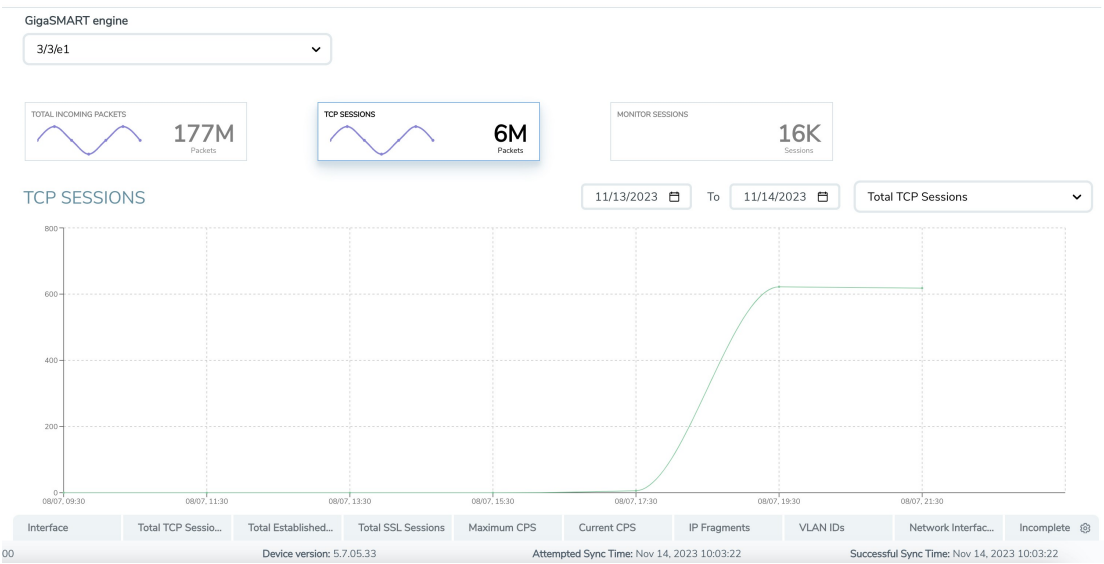 GigaSMART engine
3/3/e1
TOTAL INCOMING PACKETS
177M
Packets
TCP SESSIONS
6M
Packets
MONITOR SESSIONS
16K
Sessions
TCP SESSIONS
11/13/2023 To 11/14/2023 Total TCP Sessions
800
600
400
200
0
08/07, 09:30 08/07, 11:30 08/07, 13:30 08/07, 15:30 08/07, 17:30 08/07, 19:30 08/07, 21:30
Interface Total TCP Sessio... Total Established... Total SSL Sessions Maximum CPS Current CPS IP Fragments VLAN IDs Network Interfac... Incomplete
00 Device version: 5.7.05.33 Attempted Sync Time: Nov 14, 2023 10:03:22 Successful Sync Time: Nov 14, 2023 10:03:22